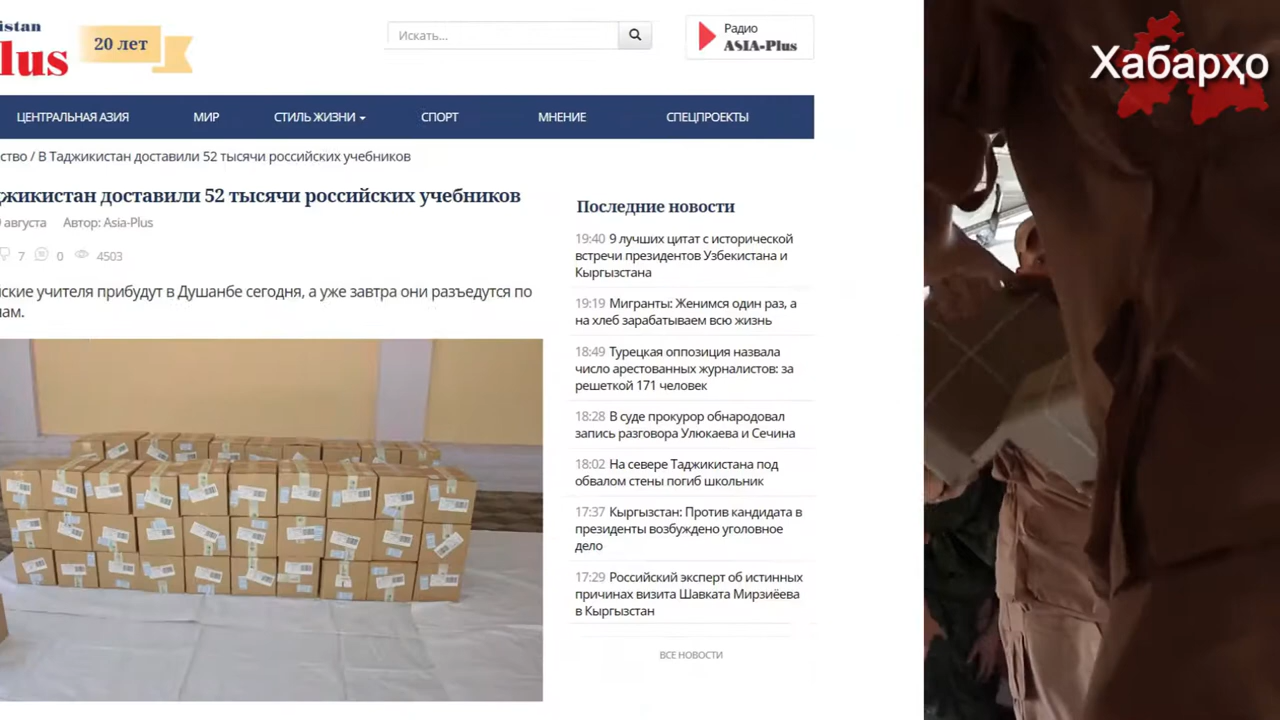 istan
lus
20 лет
Искать...
Радио
ASIA-Plus
Хабарҳо
ЦЕНТРАЛЬНАЯ АЗИЯ МИР СТИЛЬ ЖИЗНИ СПОРТ МНЕНИЕ СПЕЦПРОЕКТЫ
ство / В Таджикистан доставили 52 тысячи российских учебников
джикистан доставили 52 тысячи российских учебников
августа Автор: Asia-Plus
7 0 4503
ские учителя прибудут в Душанбе сегодня, а уже завтра они разъедутся по
ам.
Последние новости
19:40 9 лучших цитат с исторической
встречи президентов Узбекистана и
Кыргызстана
19:19 Мигранты: Женимся один раз, а
на хлеб зарабатываем всю жизнь
18:49 Турецкая оппозиция назвала
число арестованных журналистов: за
решеткой 171 человек
18:28 В суде прокурор обнародовал
запись разговора Улюкаева и Сечина
18:02 На севере Таджикистана под
обвалом стены погиб школьник
17:37 Кыргызстан: Против кандидата в
президенты возбуждено уголовное
дело
17:29 Российский эксперт об истинных
причинах визита Шавката Мирзиёева
в Кыргызстан
ВСЕ НОВОСТИ